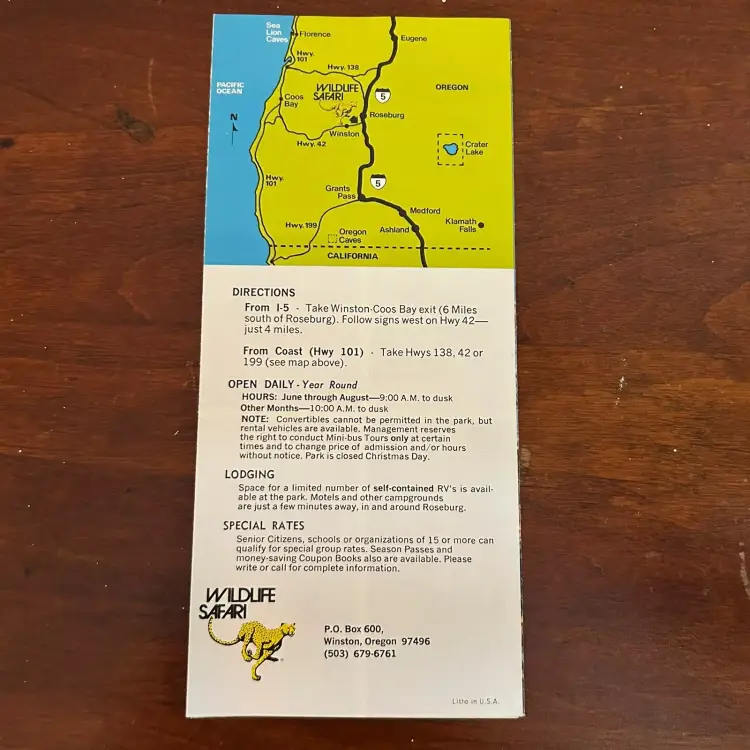 Sea
Lion
Caves
Florence
Eugene
Hwy.
101
Hwy. 138
PACIFIC
OCEAN
WILDLIFE
SAFARI
5
OREGON
Coos
Bay
N
Roseburg
Winston
Hwy. 42
Crater
Lake
Hwy.
101
5
Grants
Pass
Medford
Hwy. 199
Klamath
Falls
Ashland
Oregon
Caves
CALIFORNIA
DIRECTIONS
From I-5 - Take Winston-Coos Bay exit (6 Miles
south of Roseburg). Follow signs west on Hwy 42—
just 4 miles.
From Coast (Hwy 101) - Take Hwys 138, 42 or
199 (see map above).
OPEN DAILY - Year Round
HOURS: June through August—9:00 A.M. to dusk
Other Months—10:00 A.M. to dusk
NOTE: Convertibles cannot be permitted in the park, but
rental vehicles are available. Management reserves
the right to conduct Mini-bus Tours only at certain
times and to change price of admission and/or hours
without notice. Park is closed Christmas Day.
LODGING
Space for a limited number of self-contained RV's is avail-
able at the park. Motels and other campgrounds
are just a few minutes away, in and around Roseburg.
SPECIAL RATES
Senior Citizens, schools or organizations of 15 or more can
qualify for special group rates. Season Passes and
money-saving Coupon Books also are available. Please
write or call for complete information.
WILDLIFE
SAFARI
®
P.O. Box 600,
Winston, Oregon 97496
(503) 679-6761
Litho in U.S.A.